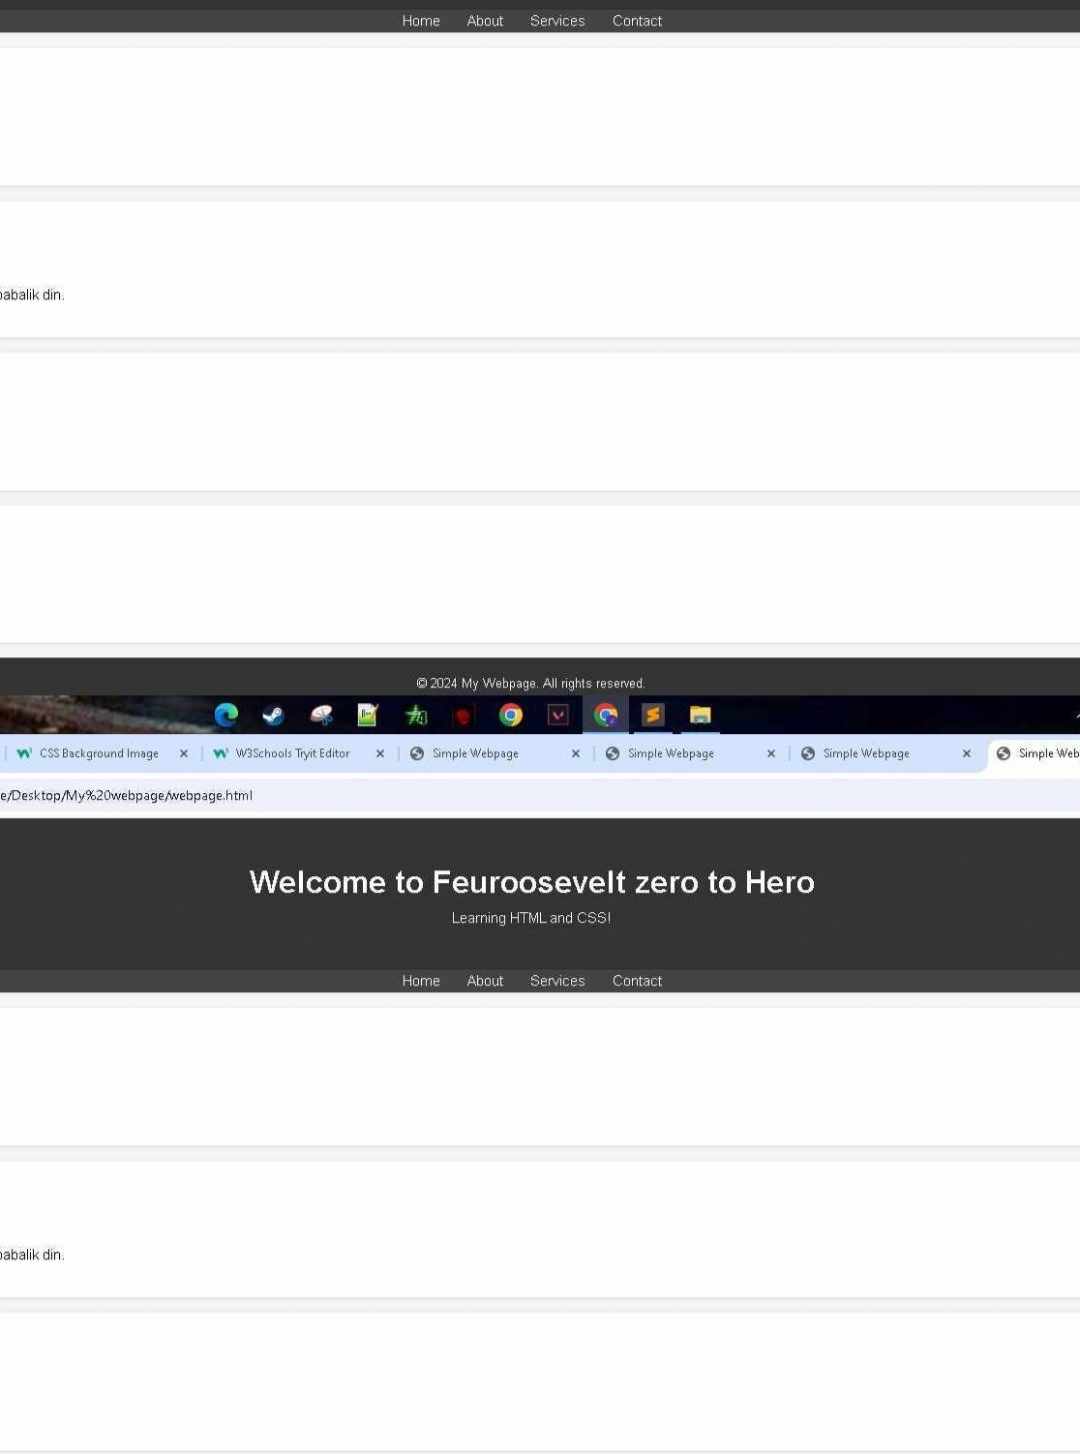 Home About Services Contact
babalik din.
© 2024 My Webpage. All rights reserved.
CSS Background Image W3Schools Tryit Editor Simple Webpage Simple Webpage Simple Webpage Simple Web
e/Desktop/My%20webpage/webpage.html
Welcome to Feuroosevelt zero to Hero
Learning HTML and CSS!
Home About Services Contact
babalik din.